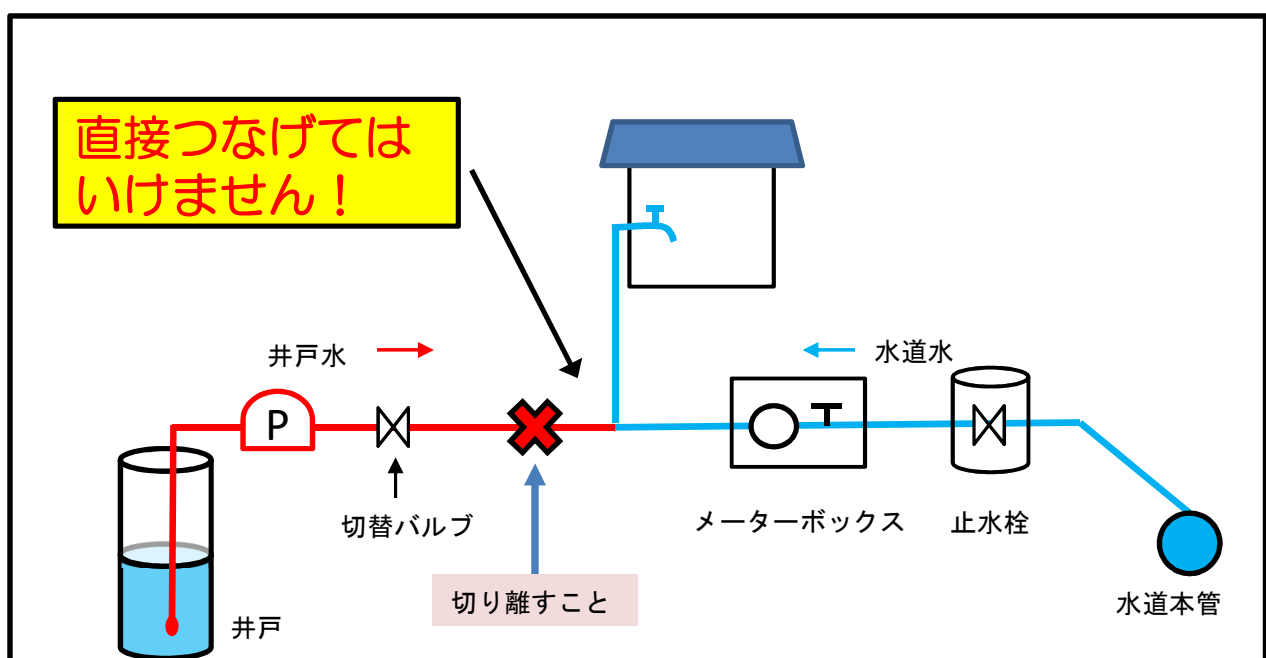 直接つなげては
いけません！
井戸水
水道水
P
切替バルブ
メーターボックス
止水栓
切り離すこと
水道本管
井戸